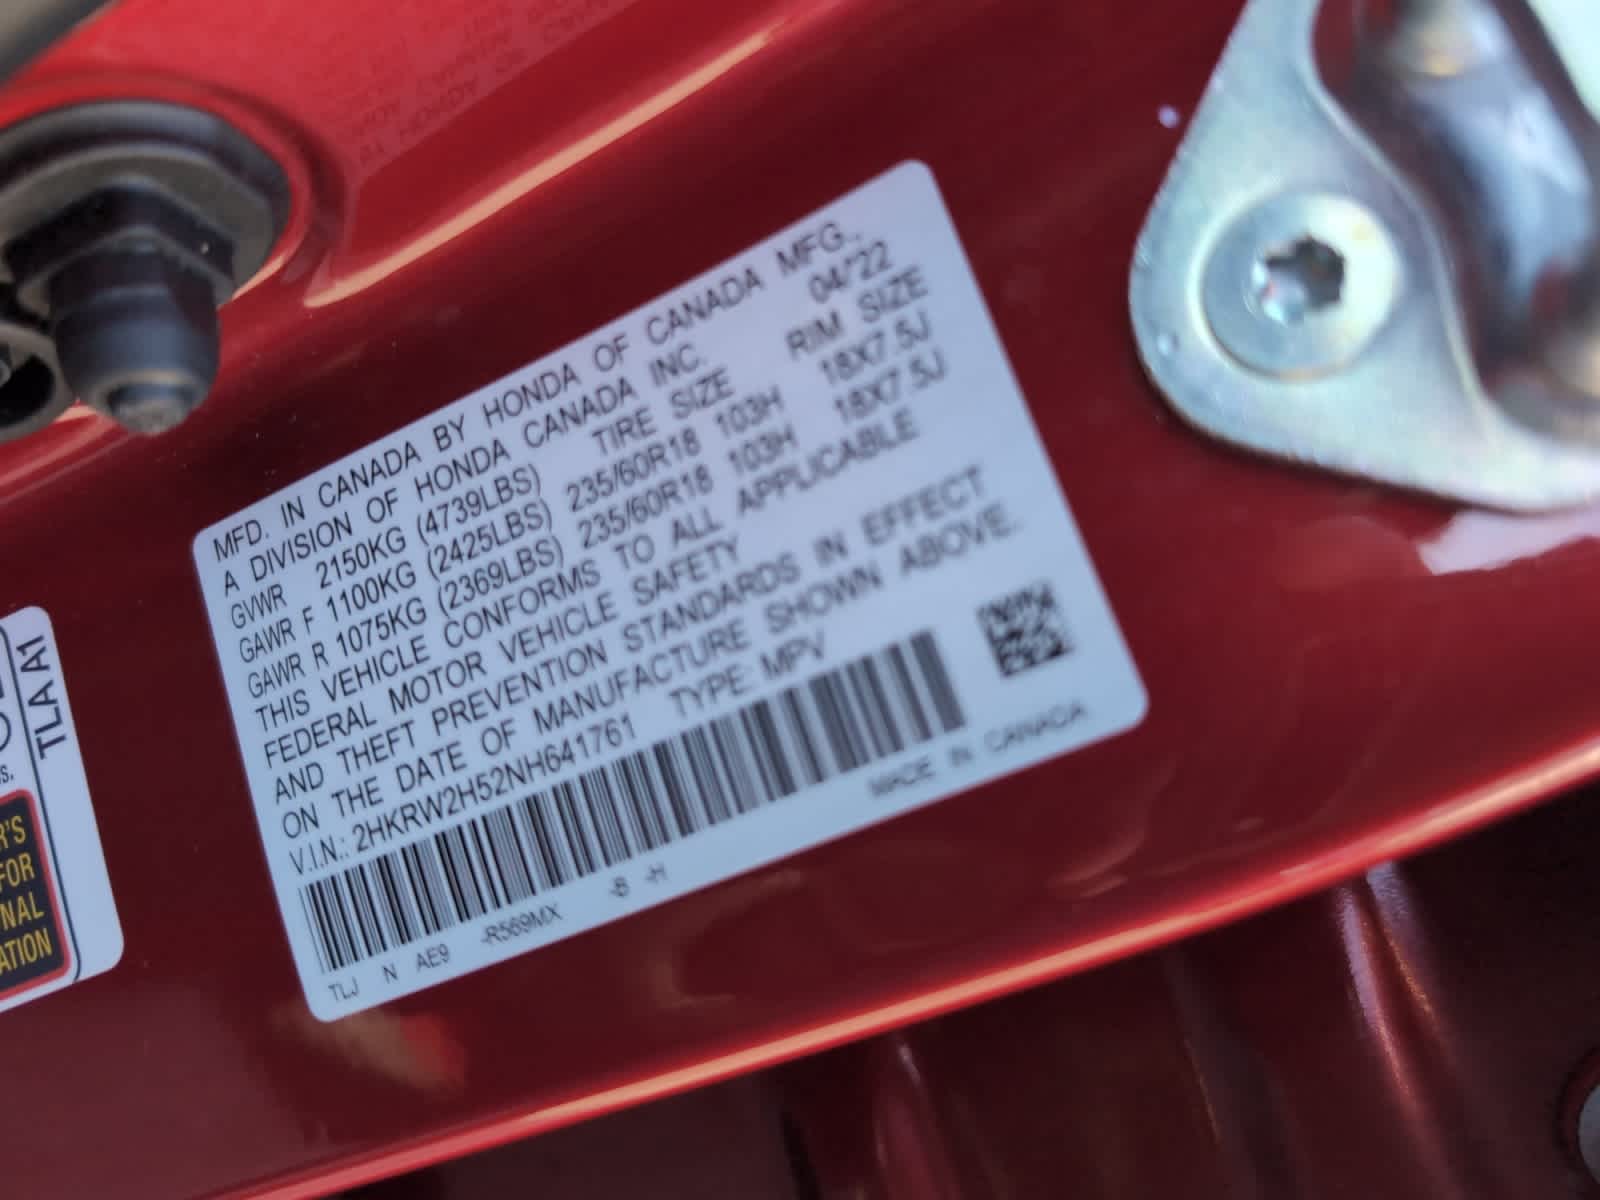 MFD. IN CANADA BY HONDA OF CANADA MFG.,
A DIVISION OF HONDA CANADA INC. 04/22
GVWR 2150KG (4739LBS) TIRE SIZE RIM SIZE
GAWR F 1100KG (2425LBS) 235/60R18 103H 18X7.5J
GAWR R 1075KG (2369LBS) 235/60R18 103H 18X7.5J
THIS VEHICLE CONFORMS TO ALL APPLICABLE
FEDERAL MOTOR VEHICLE SAFETY
AND THEFT PREVENTION STANDARDS IN EFFECT
ON THE DATE OF MANUFACTURE SHOWN ABOVE.
V.I.N.: 2HKRW2H52NH641761 TYPE: MPV
TLJ N AE9 -R569MX -B -H MADE IN CANADA
TLA A1
R'S
FOR
NAL
ATION